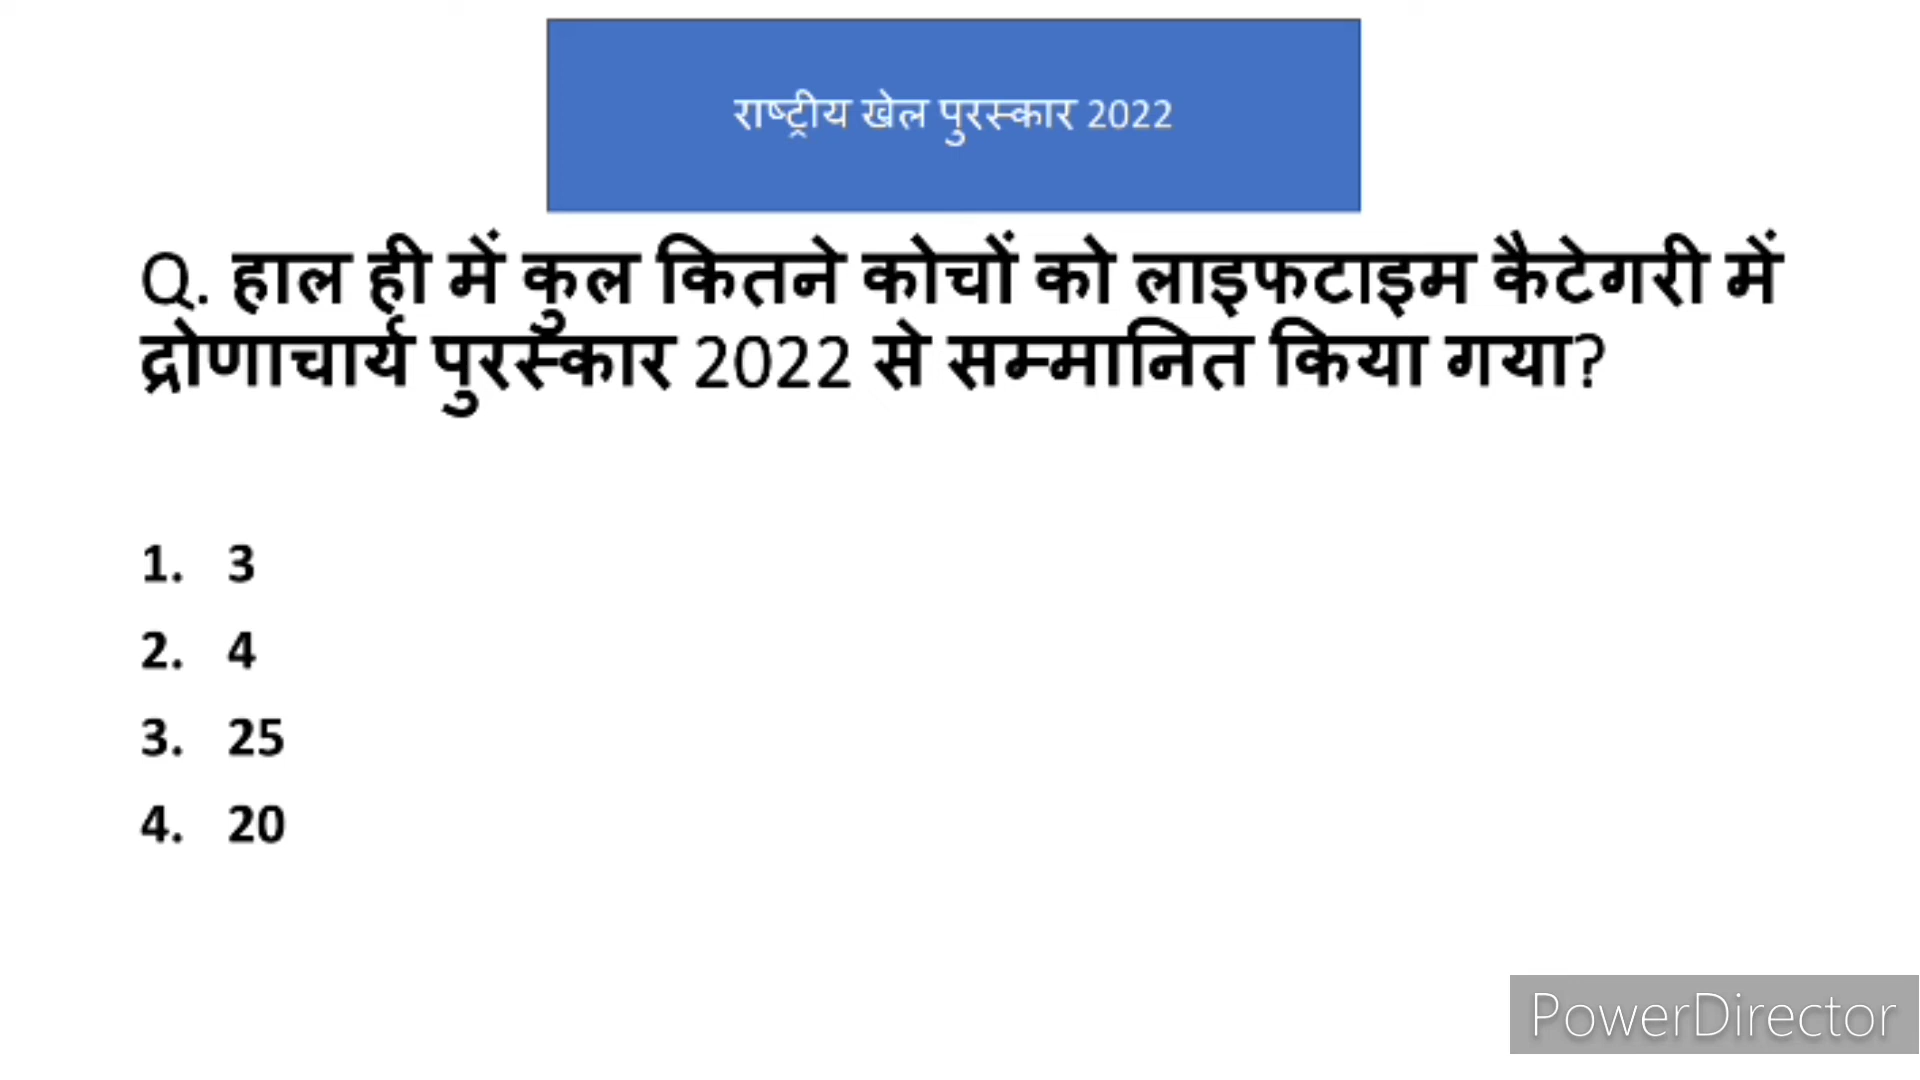 राष्ट्रीय खेल पुरस्कार 2022
Q. हाल ही में कुल कितने कोचों को लाइफटाइम कैटेगरी में
द्रोणाचार्य पुरस्कार 2022 से सम्मानित किया गया?
1. 3
2. 4
3. 25
4. 20
PowerDirector